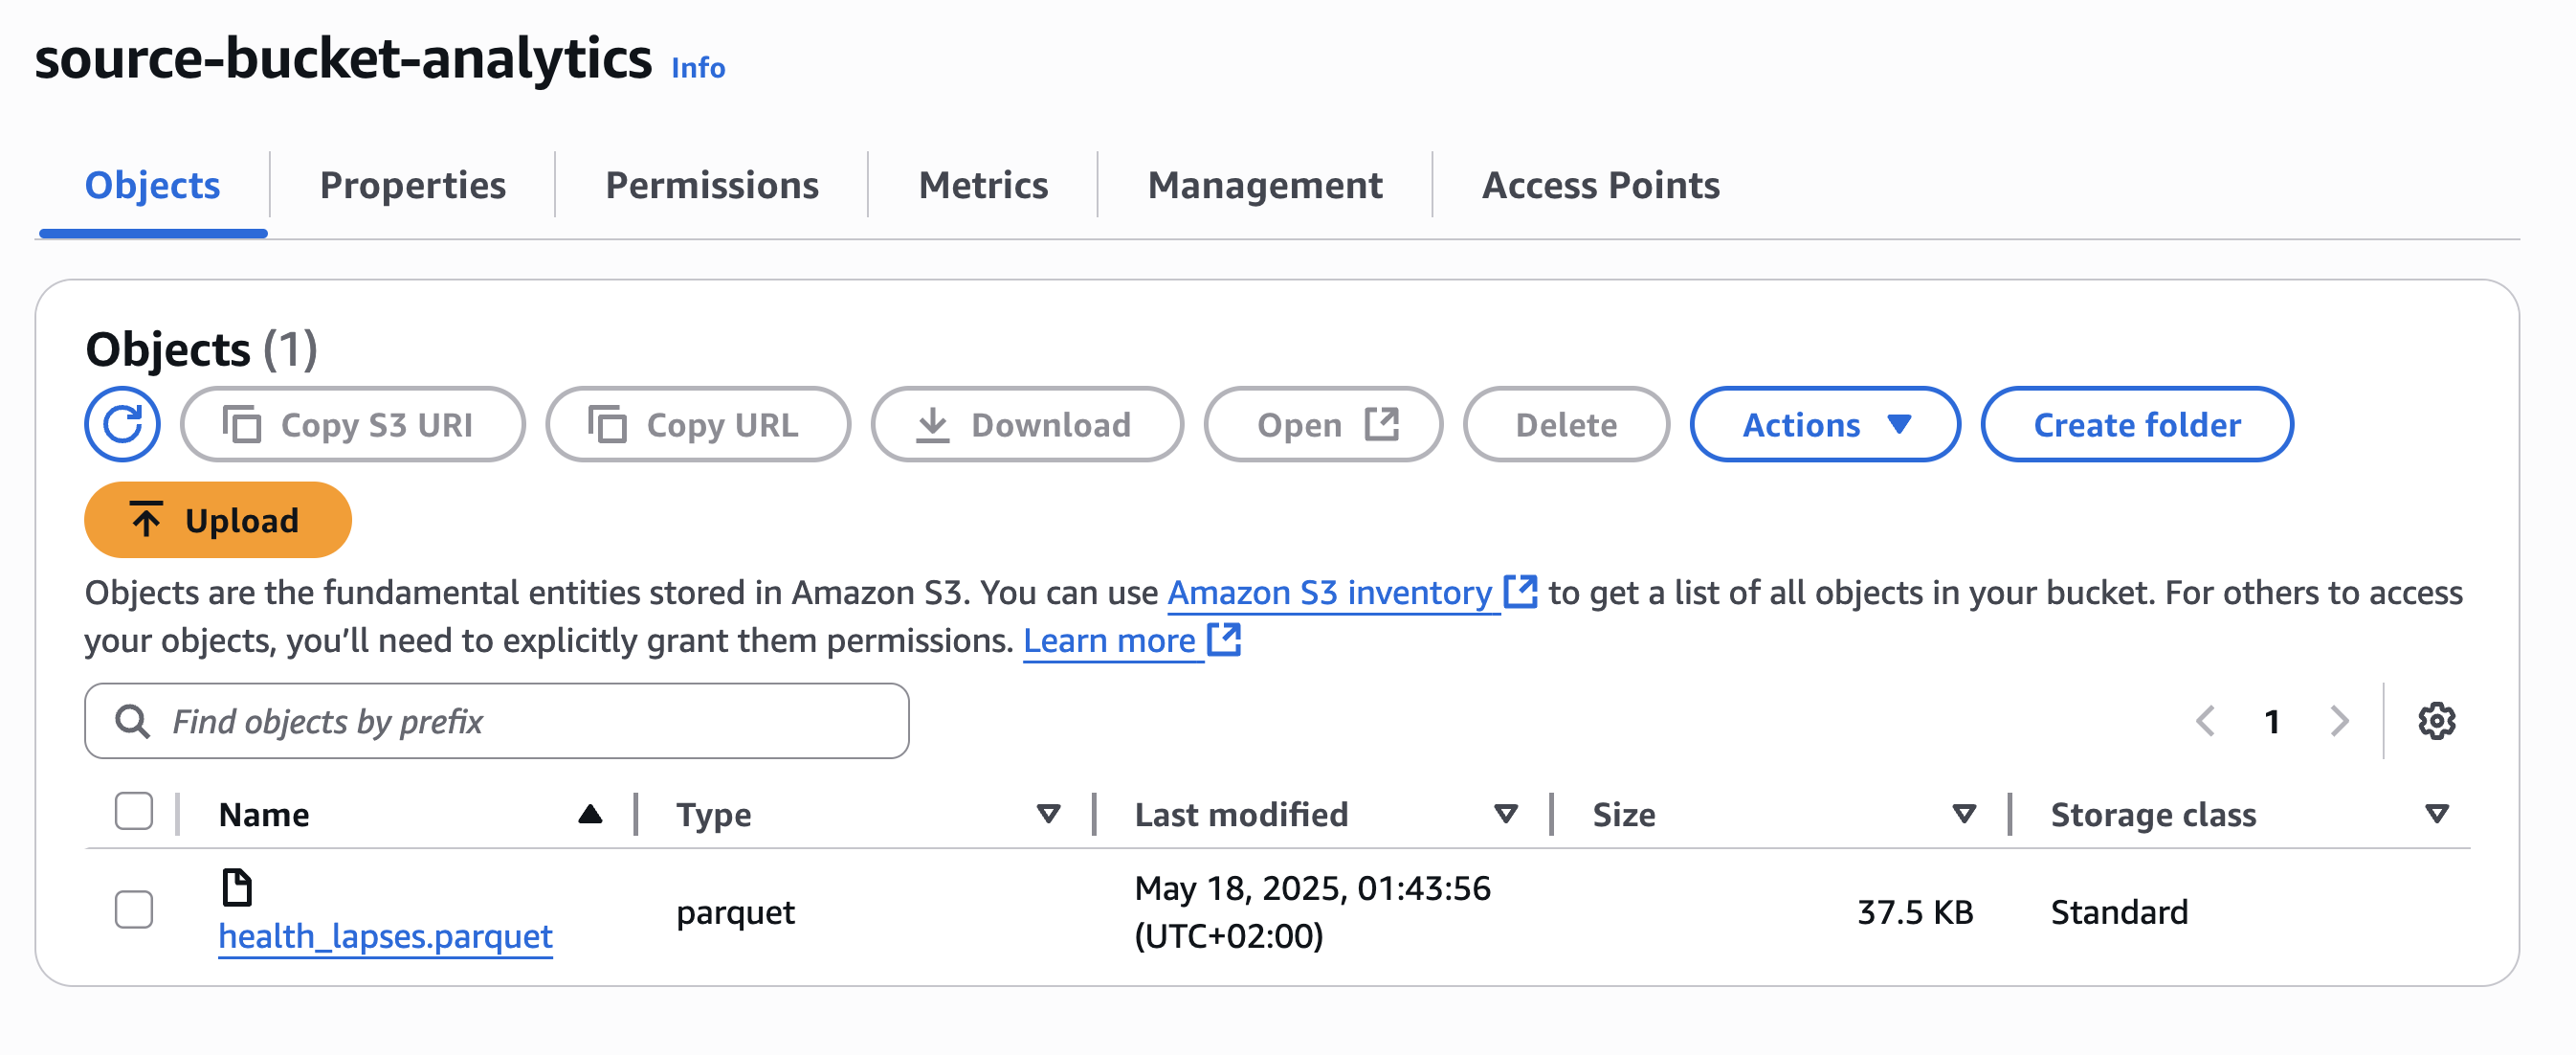 source-bucket-analytics Info
Objects Properties Permissions Metrics Management Access Points
Objects (1)
Copy S3 URI Copy URL Download Open Delete Actions Create folder
Upload
Objects are the fundamental entities stored in Amazon S3. You can use Amazon S3 inventory to get a list of all objects in your bucket. For others to access
your objects, you’ll need to explicitly grant them permissions. Learn more
Find objects by prefix 1
Name Type Last modified Size Storage class
health_lapses.parquet parquet May 18, 2025, 01:43:56 37.5 KB Standard
(UTC+02:00)